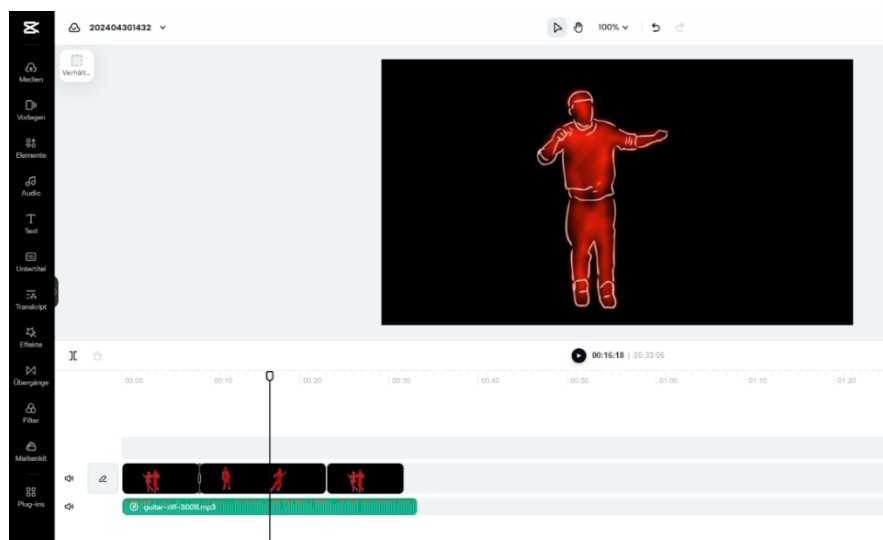 202404301432
100%
Verhält...
Medien
Vorlagen
Elemente
Audio
Text
Untertitel
Transkript
Effekte
Übergänge
Filter
Markenkit
Plug-ins
00:16:18 | 00:33:06
00:00 00:10 00:20 00:30 00:40 00:50 01:00 01:10 01:20
guitar-riff-30011.mp3